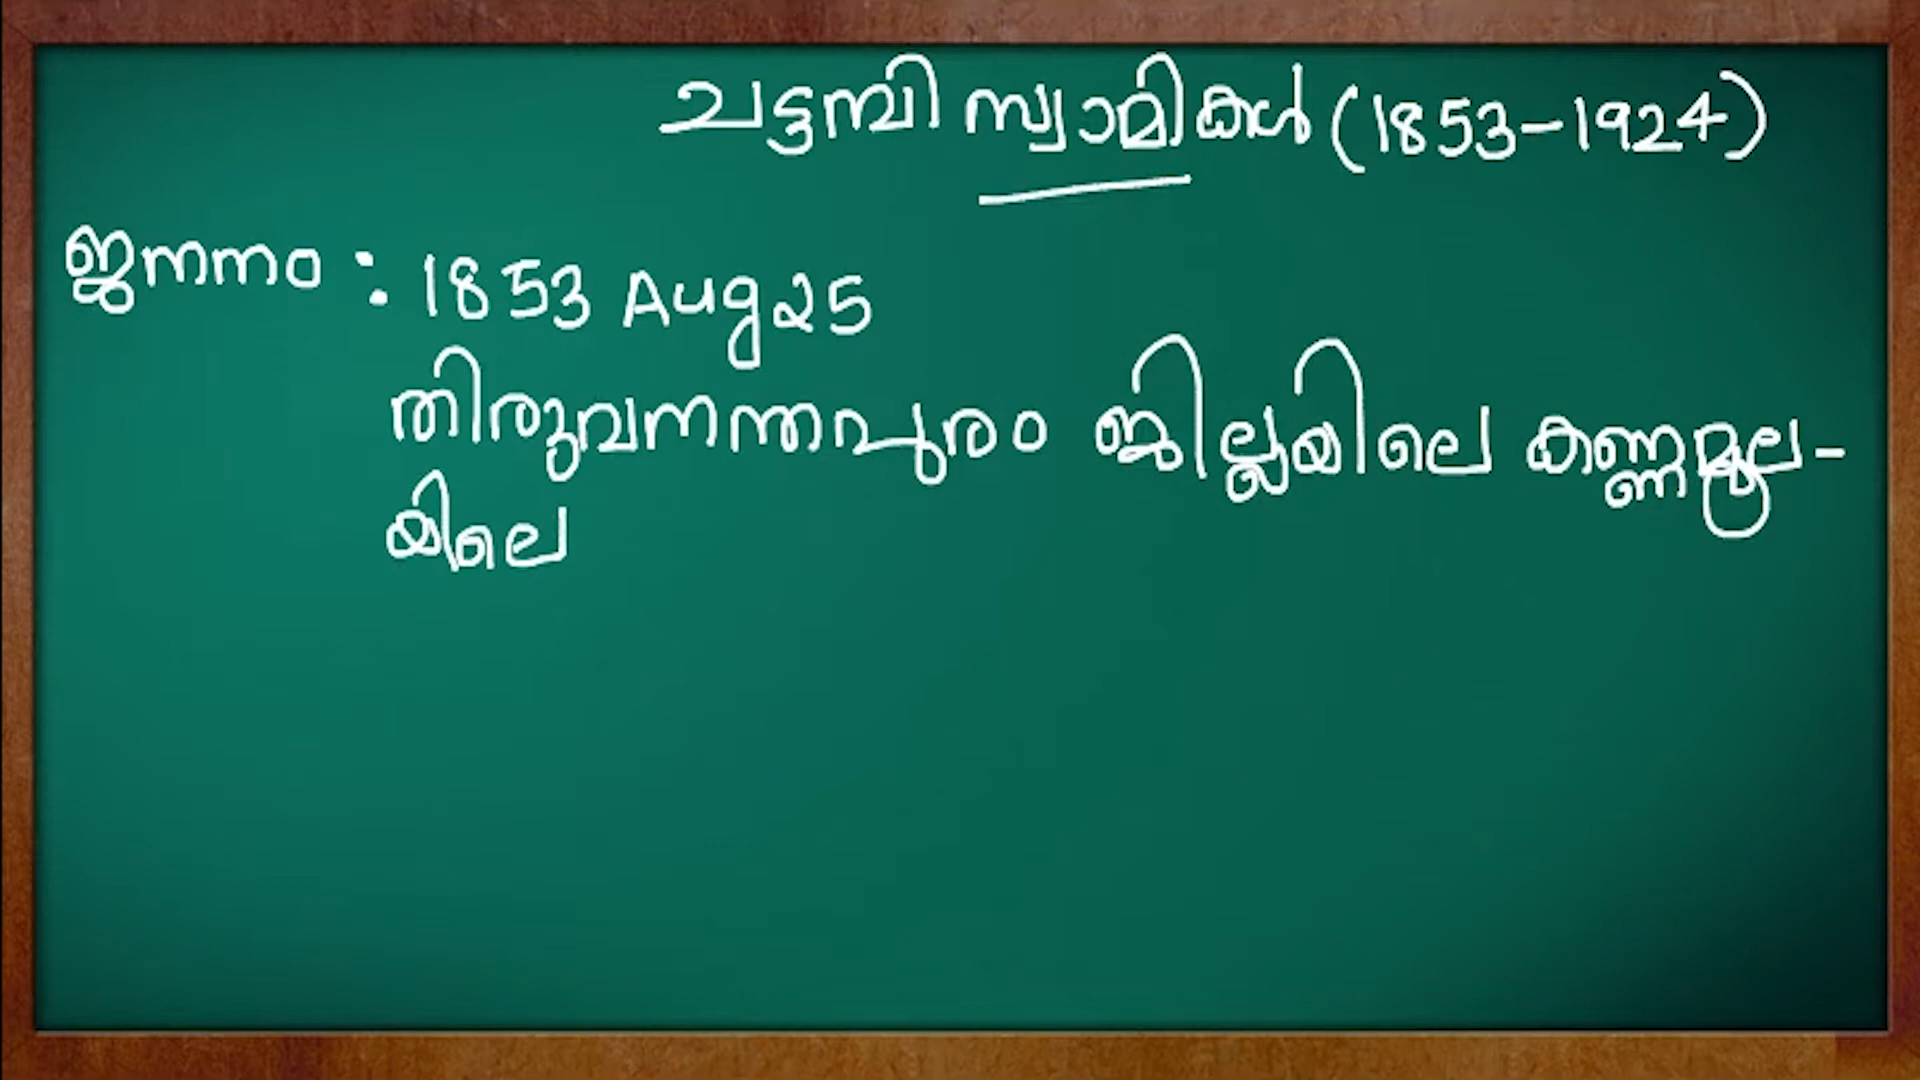 ചട്ടമ്പി സ്വാമികൾ (1853-1924)
ജനനം : 1853 Aug 25
തിരുവനന്തപുരം ജില്ലയിലെ കണ്ണമൂല-
യിലെ